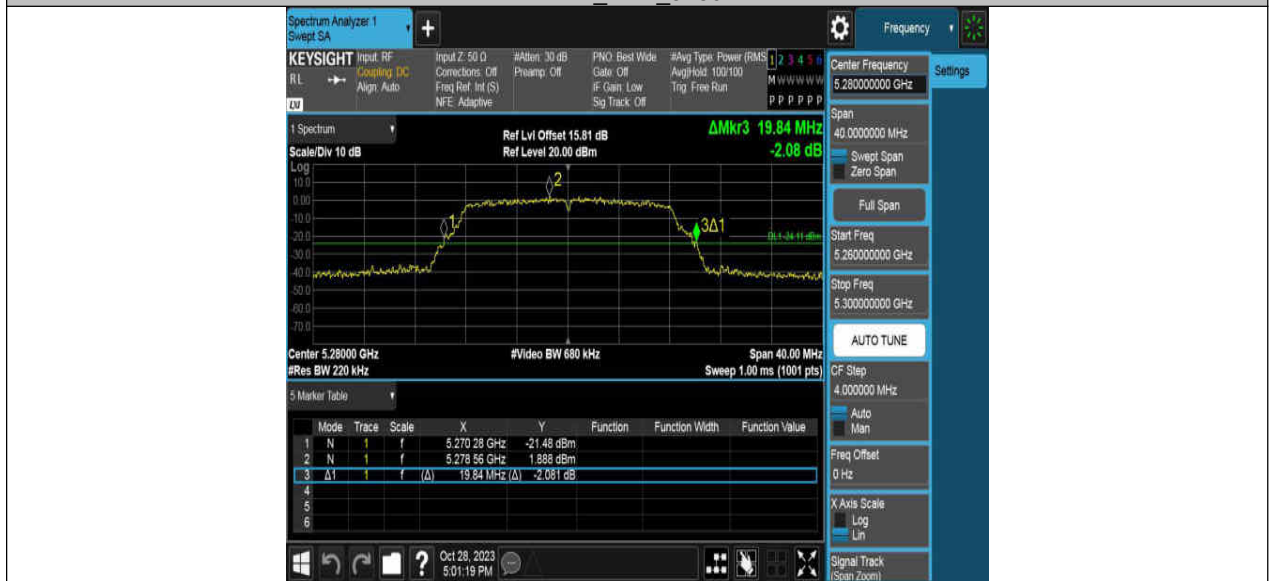 Spectrum Analyzer 1
Swept SA
+
Frequency
KEYSIGHT Input: RF Input Z: 50 Ω #Atten: 30 dB PNO: Best Wide #Avg Type: Power (RMS 1 2 3 4 5 6
RL Coupling: DC Corrections: Off Preamp: Off Gate: Off Avg|Hold: 100/100 M W W W W W
Align: Auto Freq Ref: Int (S) IF Gain: Low Trig: Free Run
LXI NFE: Adaptive Sig Track: Off P P P P P P
Center Frequency
5.280000000 GHz
Settings
Span
40.0000000 MHz
Swept Span
Zero Span
Full Span
Start Freq
5.260000000 GHz
Stop Freq
5.300000000 GHz
AUTO TUNE
CF Step
4.000000 MHz
Auto
Man
Freq Offset
0 Hz
X Axis Scale
Log
Lin
Signal Track
(Span Zoom)
1 Spectrum
Ref Lvl Offset 15.81 dB
ΔMkr3 19.84 MHz
Scale/Div 10 dB
Ref Level 20.00 dBm
-2.08 dB
Log
10.0
0.00
-10.0
-20.0
-30.0
-40.0
-50.0
-60.0
-70.0
1
2
3Δ1
DL1 -24.11 dBm
Center 5.28000 GHz #Video BW 680 kHz Span 40.00 MHz
#Res BW 220 kHz Sweep 1.00 ms (1001 pts)
5 Marker Table
Mode Trace Scale X Y Function Function Width Function Value
1 N 1 f 5.270 28 GHz -21.48 dBm
2 N 1 f 5.278 56 GHz 1.888 dBm
3 Δ1 1 f (Δ) 19.84 MHz (Δ) -2.081 dB
4
5
6
?
Oct 28, 2023
5:01:19 PM